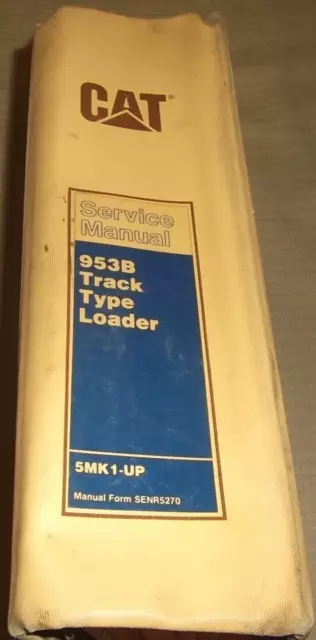 CAT®
Service
Manual
953B
Track
Type
Loader
5MK1-UP
Manual Form SENR5270